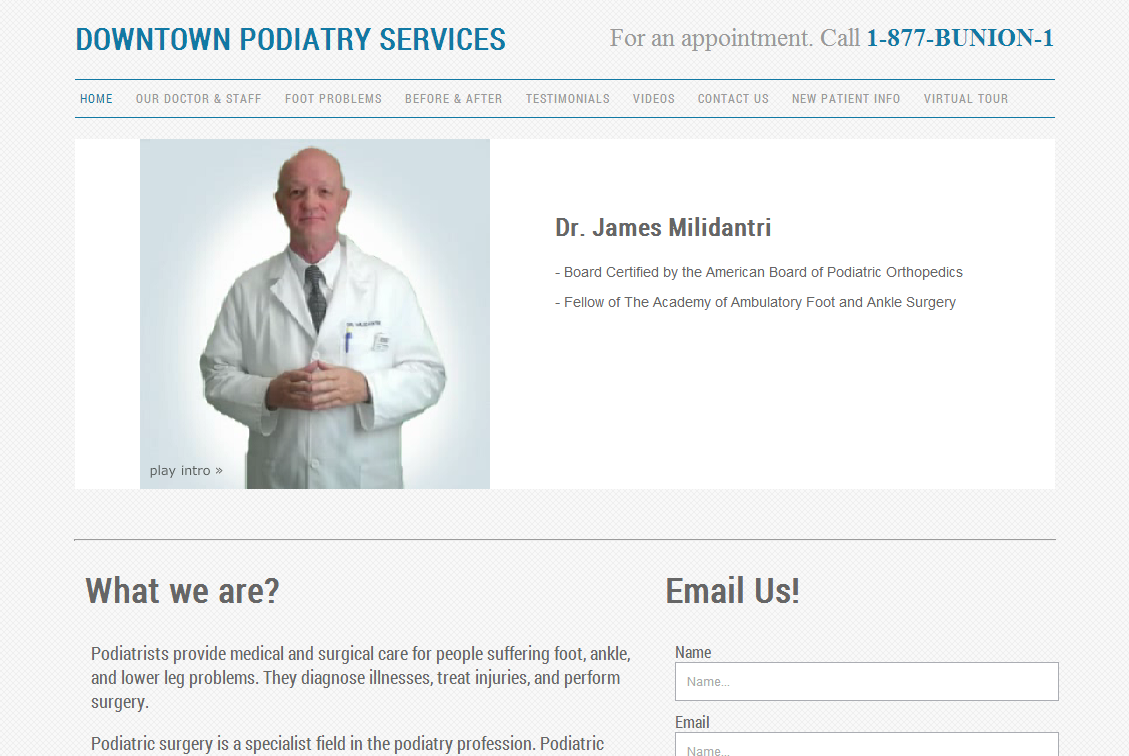 DOWNTOWN PODIATRY SERVICES
For an appointment. Call 1-877-BUNION-1
HOME OUR DOCTOR & STAFF FOOT PROBLEMS BEFORE & AFTER TESTIMONIALS VIDEOS CONTACT US NEW PATIENT INFO VIRTUAL TOUR
Dr. James Milidantri
- Board Certified by the American Board of Podiatric Orthopedics
- Fellow of The Academy of Ambulatory Foot and Ankle Surgery
play intro »
What we are?
Podiatrists provide medical and surgical care for people suffering foot, ankle,
and lower leg problems. They diagnose illnesses, treat injuries, and perform
surgery.
Podiatric surgery is a specialist field in the podiatry profession. Podiatric
Email Us!
Name
Name...
Email
Name...